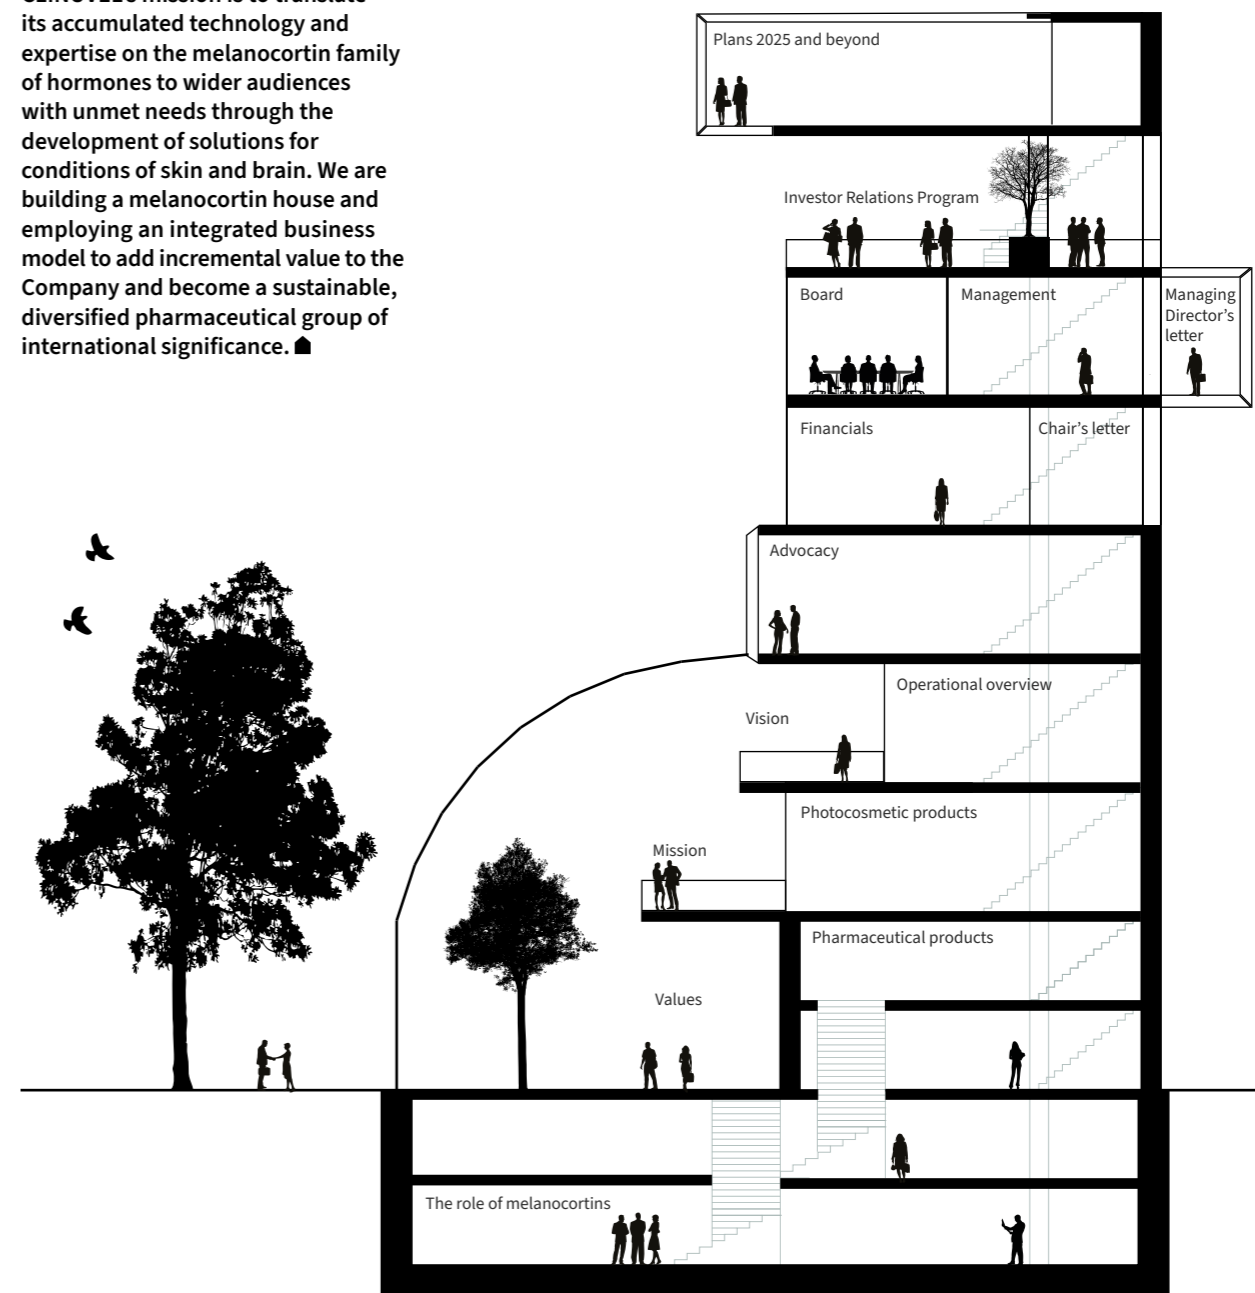 mission is to translate
its accumulated technology and
expertise on the melanocortin family
of hormones to wider audiences
with unmet needs through the
development of solutions for
conditions of skin and brain. We are
building a melanocortin house and
employing an integrated business
model to add incremental value to the
Company and become a sustainable,
diversified pharmaceutical group of
international significance.
Plans 2025 and beyond
Investor Relations Program
Board
Management
Managing
Director’s
letter
Financials
Chair’s letter
Advocacy
Operational overview
Vision
Photocosmetic products
Mission
Pharmaceutical products
Values
The role of melanocortins